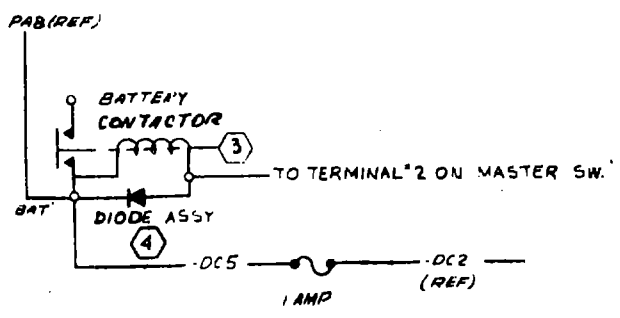 PAB (REF)
BATTERY
CONTACTOR
3
TO TERMINAL #2 ON MASTER SW.
BAT
DIODE ASSY
4
-DC5
-DC2
(REF)
1 AMP